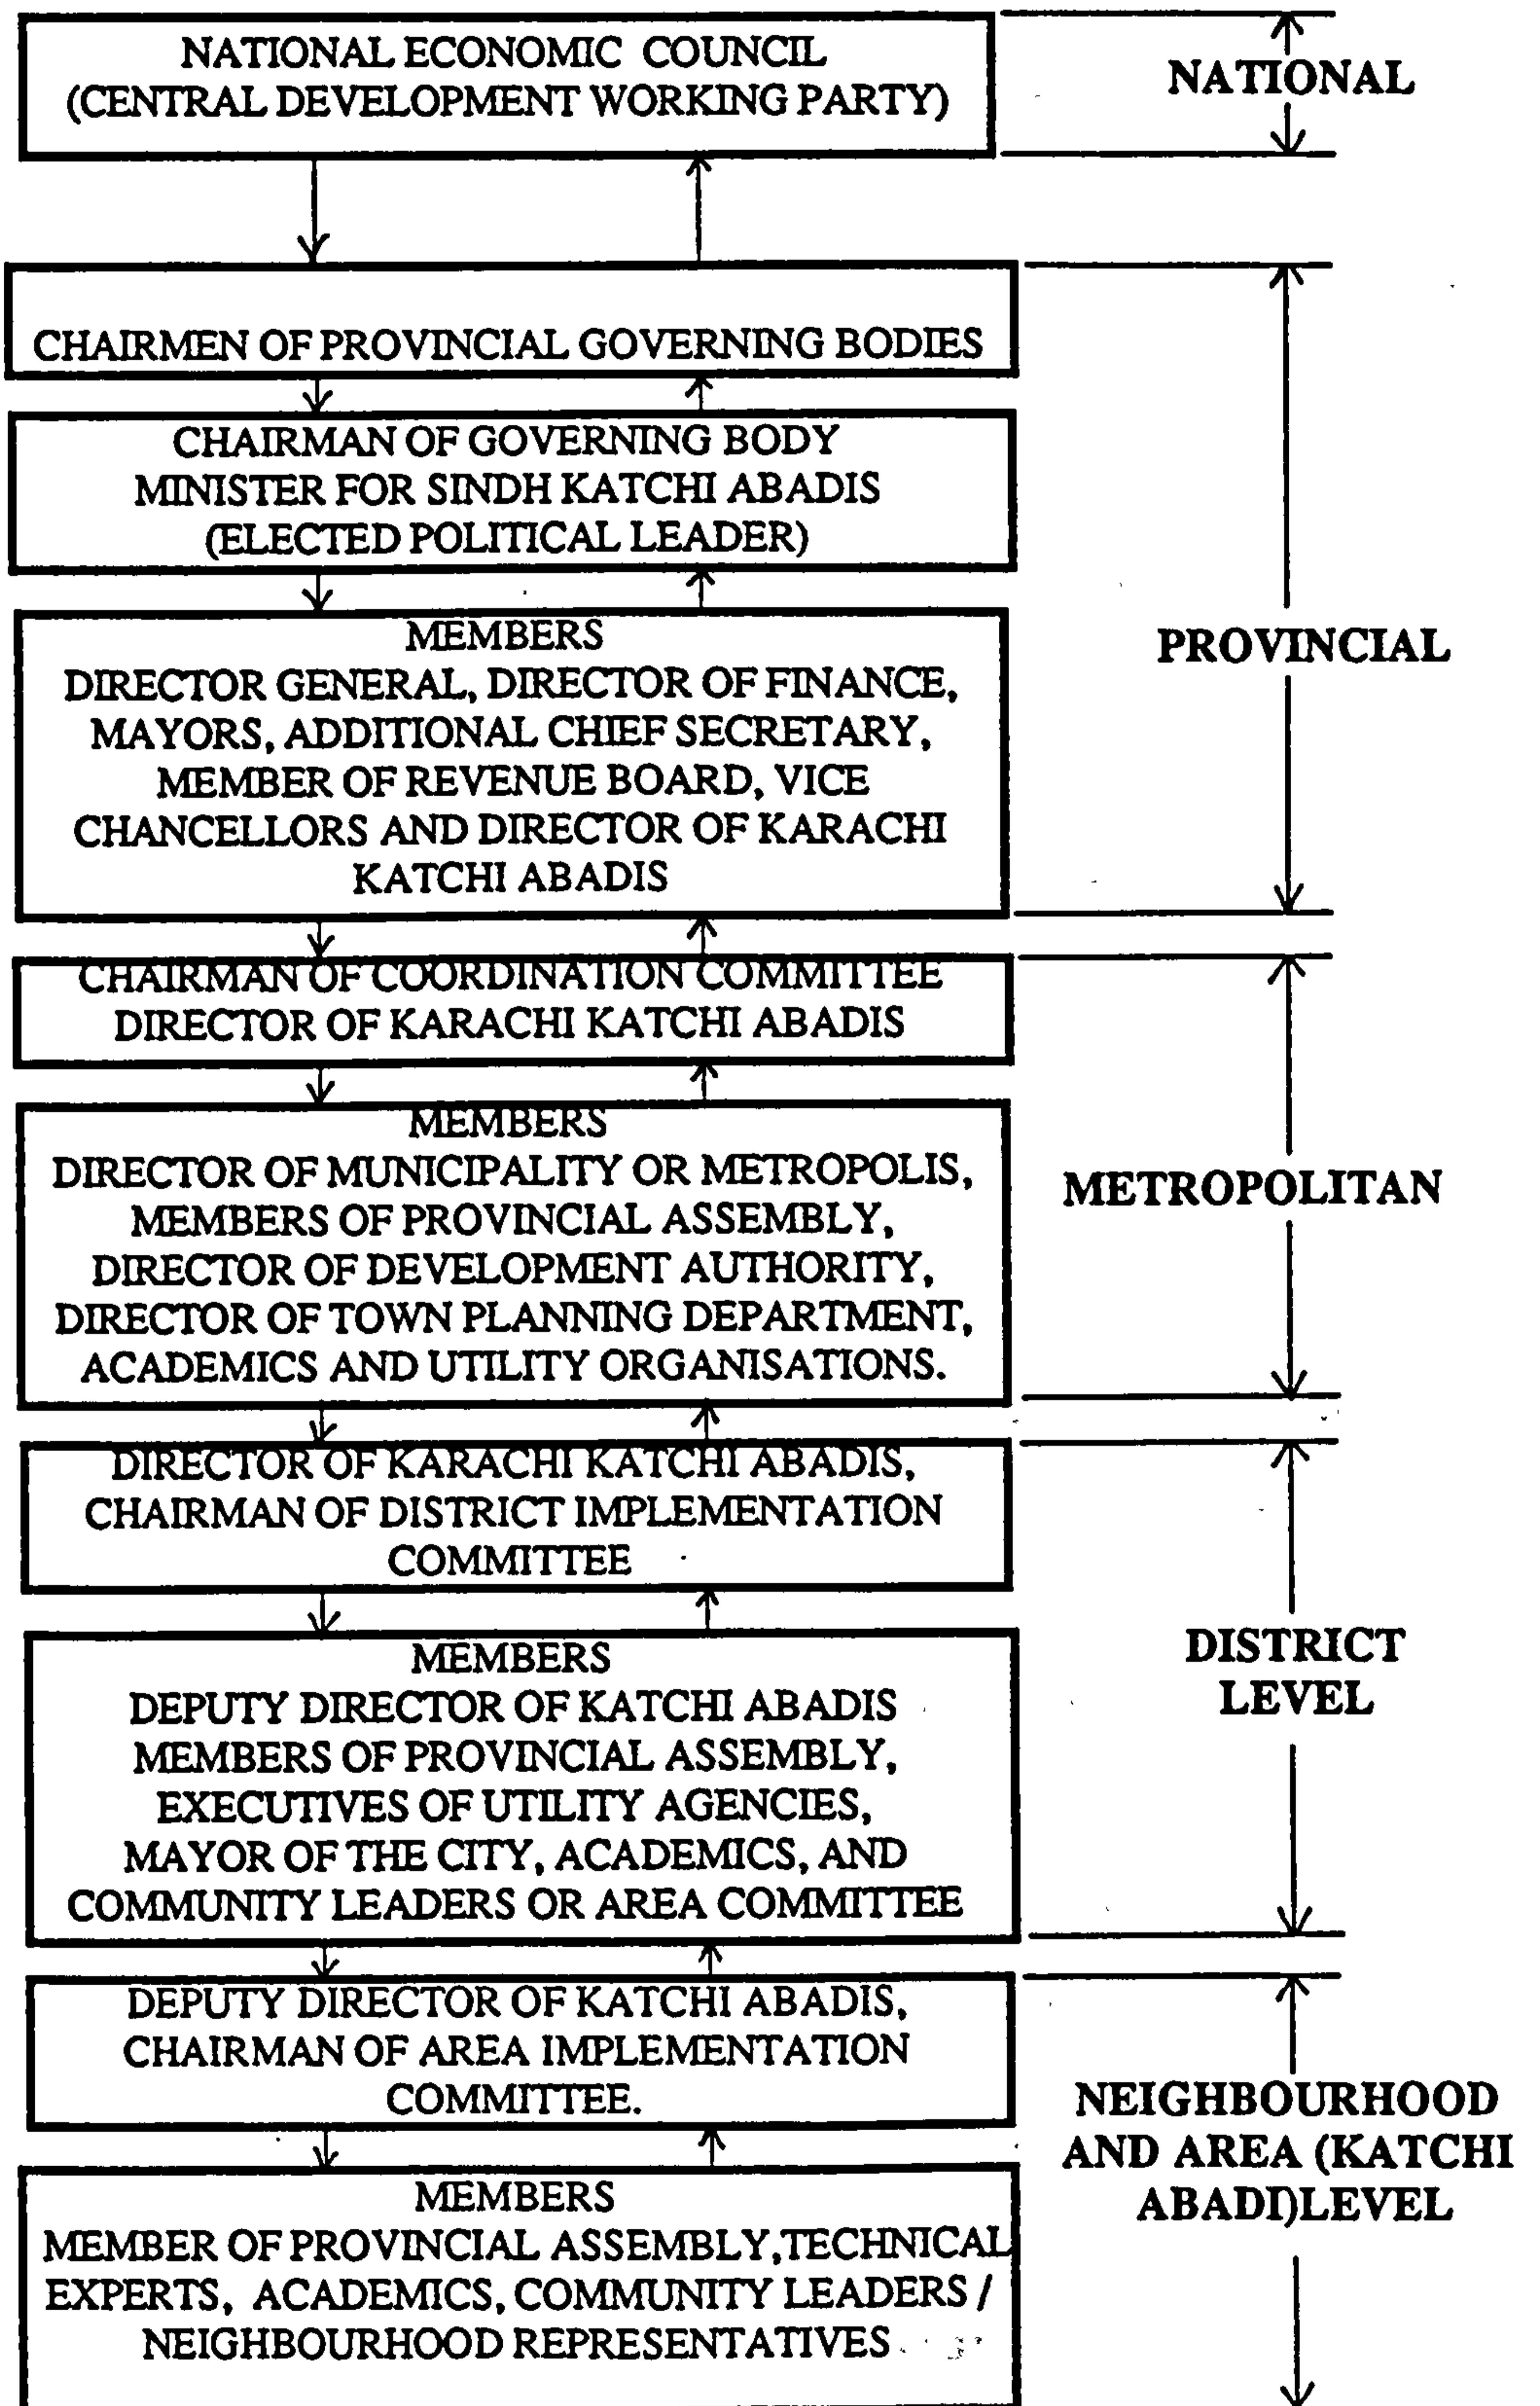 NATIONAL ECONOMIC COUNCIL
(CENTRAL DEVELOPMENT WORKING PARTY)
NATIONAL
CHAIRMEN OF PROVINCIAL GOVERNING BODIES
CHAIRMAN OF GOVERNING BODY
MINISTER FOR SINDH KATCHI ABADIS
(ELECTED POLITICAL LEADER)
MEMBERS
DIRECTOR GENERAL, DIRECTOR OF FINANCE,
MAYORS, ADDITIONAL CHIEF SECRETARY,
MEMBER OF REVENUE BOARD, VICE
CHANCELLORS AND DIRECTOR OF KARACHI
KATCHI ABADIS
PROVINCIAL
CHAIRMAN OF COORDINATION COMMITTEE
DIRECTOR OF KARACHI KATCHI ABADIS
MEMBERS
DIRECTOR OF MUNICIPALITY OR METROPOLIS,
MEMBERS OF PROVINCIAL ASSEMBLY,
DIRECTOR OF DEVELOPMENT AUTHORITY,
DIRECTOR OF TOWN PLANNING DEPARTMENT,
ACADEMICS AND UTILITY ORGANISATIONS.
METROPOLITAN
DIRECTOR OF KARACHI KATCHI ABADIS,
CHAIRMAN OF DISTRICT IMPLEMENTATION
COMMITTEE
MEMBERS
DEPUTY DIRECTOR OF KATCHI ABADIS
MEMBERS OF PROVINCIAL ASSEMBLY,
EXECUTIVES OF UTILITY AGENCIES,
MAYOR OF THE CITY, ACADEMICS, AND
COMMUNITY LEADERS OR AREA COMMITTEE
DISTRICT
LEVEL
DEPUTY DIRECTOR OF KATCHI ABADIS,
CHAIRMAN OF AREA IMPLEMENTATION
COMMITTEE.
MEMBERS
MEMBER OF PROVINCIAL ASSEMBLY,TECHNICAL
EXPERTS, ACADEMICS, COMMUNITY LEADERS /
NEIGHBOURHOOD REPRESENTATIVES
NEIGHBOURHOOD
AND AREA (KATCHI
ABADI)LEVEL